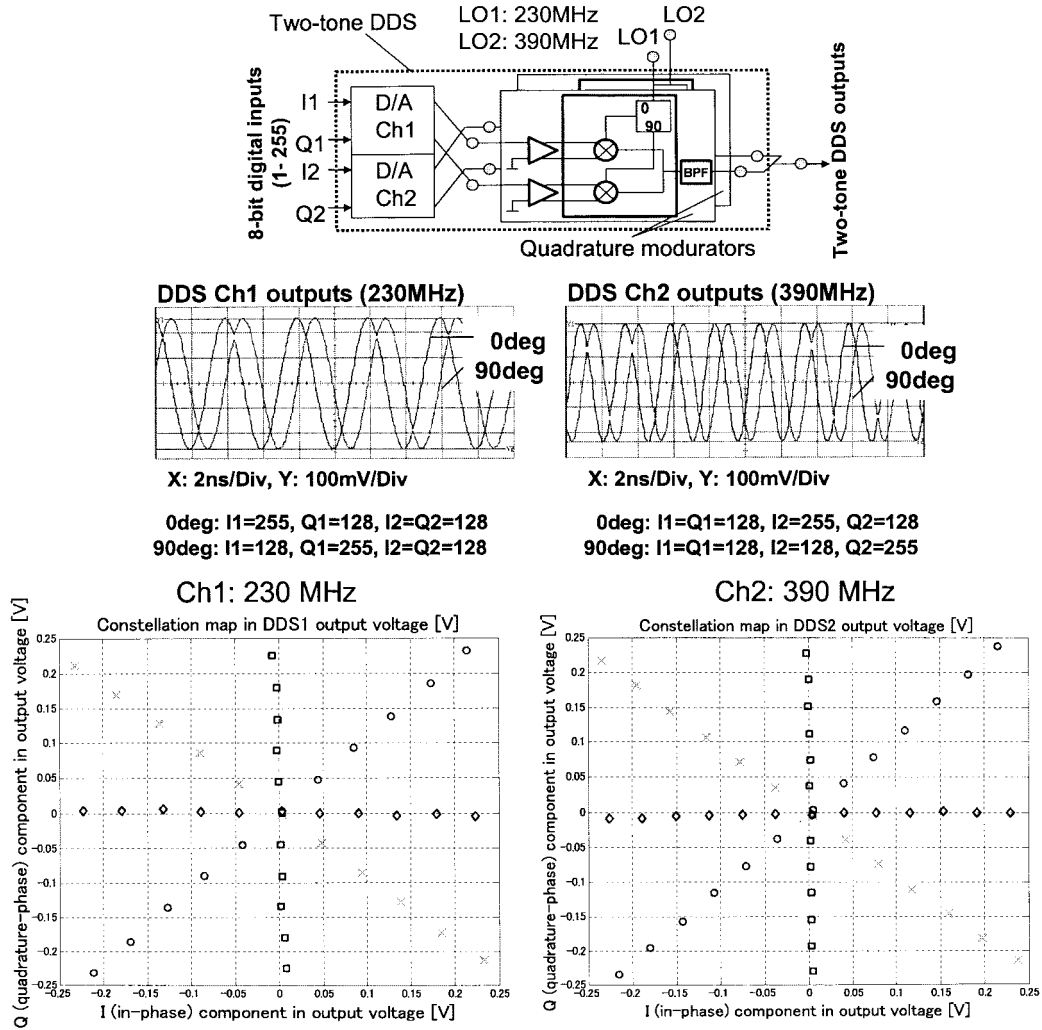 Two-tone DDS
LO1: 230MHz
LO2: 390MHz
LO2
LO1
8-bit digital inputs
(1- 255)
I1
Q1
I2
Q2
D/A
Ch1
D/A
Ch2
0
90
BPF
Quadrature modurators
Two-tone DDS outputs
DDS Ch1 outputs (230MHz)
0deg
90deg
X: 2ns/Div, Y: 100mV/Div
0deg: I1=255, Q1=128, I2=Q2=128
90deg: I1=128, Q1=255, I2=Q2=128
DDS Ch2 outputs (390MHz)
0deg
90deg
X: 2ns/Div, Y: 100mV/Div
0deg: I1=Q1=128, I2=255, Q2=128
90deg: I1=Q1=128, I2=128, Q2=255
Ch1: 230 MHz
Constellation map in DDS1 output voltage [V]
Q (quadrature-phase) component in output voltage [V]
0.25
0.2
0.15
0.1
0.05
0
-0.05
-0.1
-0.15
-0.2
-0.25
-0.25 -0.2 -0.15 -0.1 -0.05 0 0.05 0.1 0.15 0.2 0.25
I (in-phase) component in output voltage [V]
Ch2: 390 MHz
Constellation map in DDS2 output voltage [V]
Q (quadrature-phase) component in output voltage [V]
0.25
0.2
0.15
0.1
0.05
0
-0.05
-0.1
-0.15
-0.2
-0.25
-0.25 -0.2 -0.15 -0.1 -0.05 0 0.05 0.1 0.15 0.2 0.25
I (in-phase) component in output voltage [V]